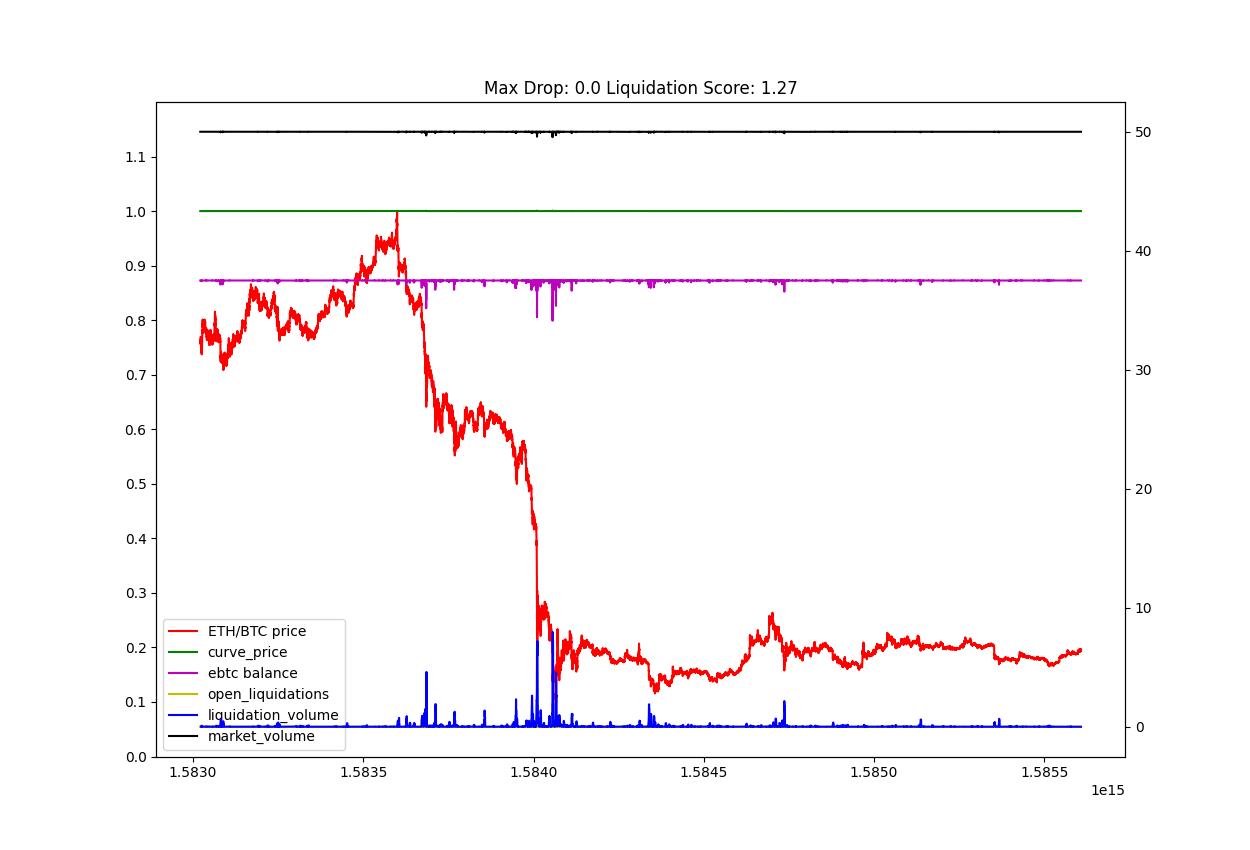 Max Drop: 0.0 Liquidation Score: 1.27
1.1
1.0
0.9
0.8
0.7
0.6
0.5
0.4
0.3
0.2
0.1
0.0
50
40
30
20
10
0
ETH/BTC price
curve_price
ebtc balance
open_liquidations
liquidation_volume
market_volume
1.5830 1.5835 1.5840 1.5845 1.5850 1.5855
1e15